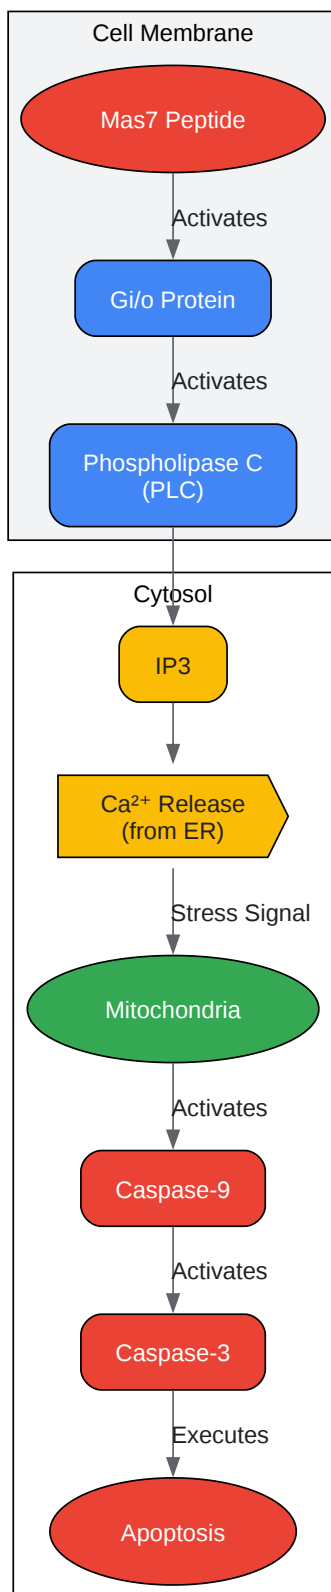 Cell Membrane
Mas7 Peptide
Activates
Gi/o Protein
Activates
Phospholipase C
(PLC)
Cytosol
IP3
Ca²⁺ Release
(from ER)
Stress Signal
Mitochondria
Activates
Caspase-9
Activates
Caspase-3
Executes
Apoptosis